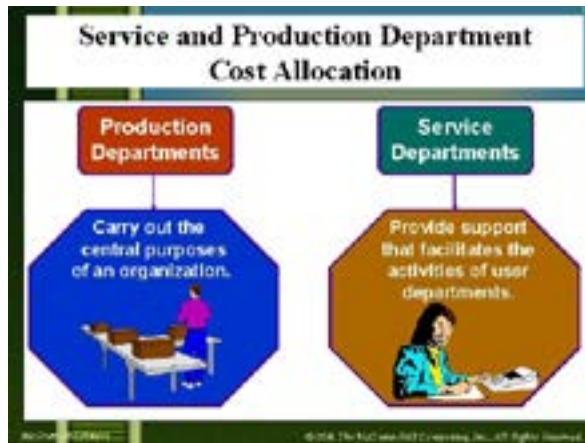 Service and Production Department
Cost Allocation
Production
Departments
Service
Departments
Carry out the
central purposes
of an organization.
Provide support
that facilitates the
activities of user
departments.